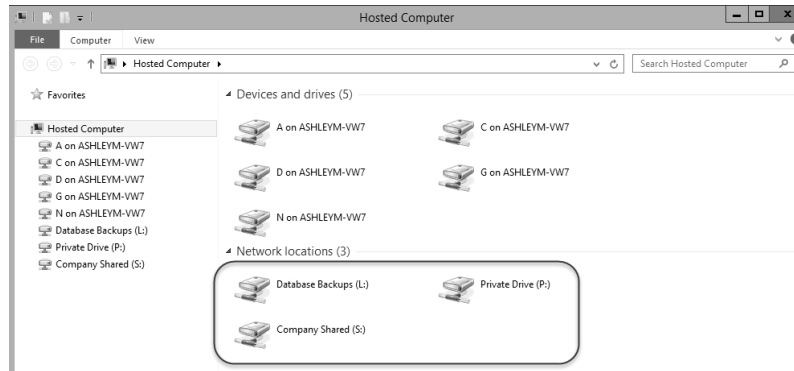 Hosted Computer
File Computer View
Hosted Computer
Search Hosted Computer
Favorites
Hosted Computer
A on ASHLEYM-VW7
C on ASHLEYM-VW7
D on ASHLEYM-VW7
G on ASHLEYM-VW7
N on ASHLEYM-VW7
Database Backups (L:)
Private Drive (P:)
Company Shared (S:)
Devices and drives (5)
A on ASHLEYM-VW7 C on ASHLEYM-VW7
D on ASHLEYM-VW7 G on ASHLEYM-VW7
N on ASHLEYM-VW7
Network locations (3)
Database Backups (L:) Private Drive (P:)
Company Shared (S:)